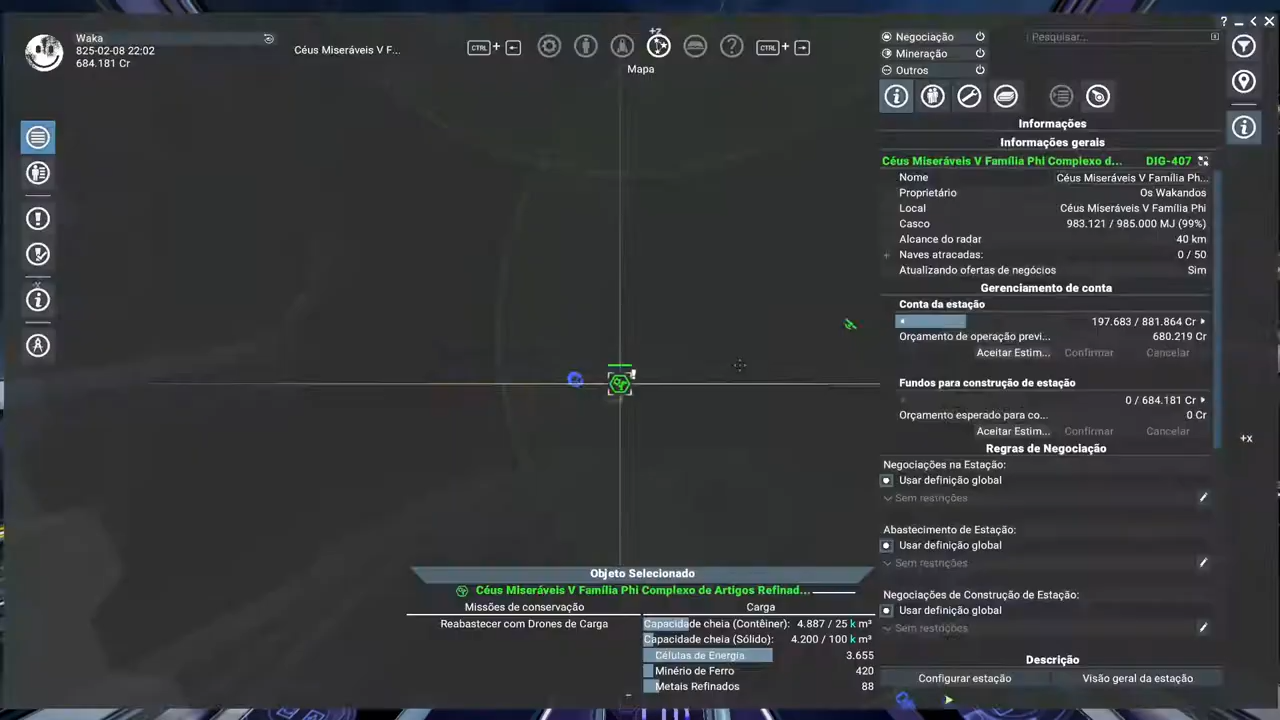 Waka
825-02-08 22:02
684.181 Cr
Céus Miseráveis V F...
CTRL +
CTRL +
Mapa
Negociação
Mineração
Outros
Pesquisar...
Informações
Informações gerais
Céus Miseráveis V Família Phi Complexo d... DIG-407
Nome Céus Miseráveis V Família Ph...
Proprietário Os Wakandos
Local Céus Miseráveis V Família Phi
Casco 983.121 / 985.000 MJ (99%)
Alcance do radar 40 km
Naves atracadas: 0 / 50
Atualizando ofertas de negócios Sim
Gerenciamento de conta
Conta da estação
197.683 / 881.864 Cr
Orçamento de operação previ... 680.219 Cr
Aceitar Estim... Confirmar Cancelar
Fundos para construção de estação
0 / 684.181 Cr
Orçamento esperado para co... 0 Cr
Aceitar Estim... Confirmar Cancelar
+x
Regras de Negociação
Negociações na Estação:
Usar definição global
Sem restrições
Abastecimento de Estação:
Usar definição global
Sem restrições
Negociações de Construção de Estação:
Usar definição global
Sem restrições
Descrição
Configurar estação Visão geral da estação
Objeto Selecionado
Céus Miseráveis V Família Phi Complexo de Artigos Refinad...
Missões de conservação
Reabastecer com Drones de Carga
Carga
Capacidade cheia (Contêiner): 4.887 / 25 k m³
Capacidade cheia (Sólido): 4.200 / 100 k m³
Células de Energia 3.655
Minério de Ferro 420
Metais Refinados 88